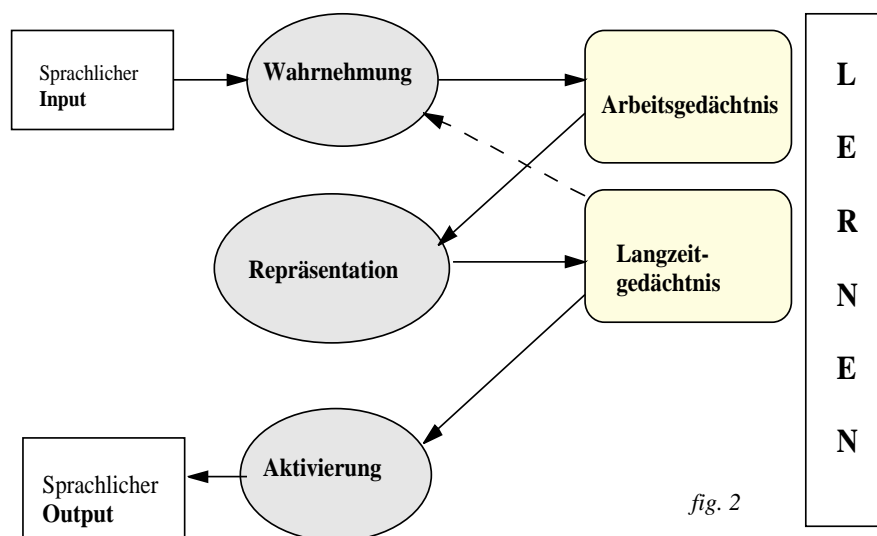 Sprachlicher
Input
Wahrnehmung
Arbeitsgedächtnis
Repräsentation
Langzeit-
gedächtnis
Aktivierung
Sprachlicher
Output
fig. 2
L
E
R
N
E
N